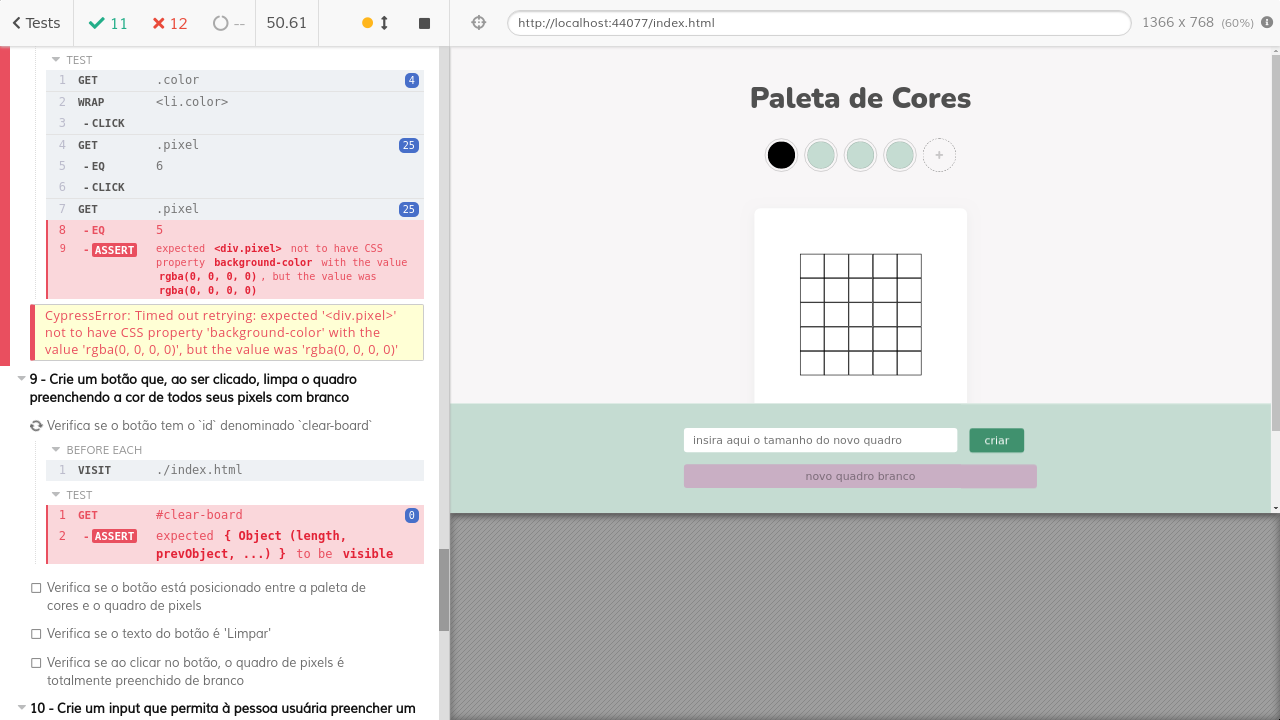 Tests
11
12
--
50.61
http://localhost:44077/index.html
1366 x 768 (60%)
TEST
1 GET .color 4
2 WRAP <li.color>
3 - CLICK
4 GET .pixel 25
5 - EQ 6
6 - CLICK
7 GET .pixel 25
8 - EQ 5
9 - ASSERT expected <div.pixel> not to have CSS
property background-color with the value
rgba(0, 0, 0, 0) , but the value was
rgba(0, 0, 0, 0)
CypressError: Timed out retrying: expected '<div.pixel>'
not to have CSS property 'background-color' with the
value 'rgba(0, 0, 0, 0)', but the value was 'rgba(0, 0, 0, 0)'
9 - Crie um botão que, ao ser clicado, limpa o quadro
preenchendo a cor de todos seus pixels com branco
Verifica se o botão tem o `id` denominado `clear-board`
BEFORE EACH
1 VISIT ./index.html
TEST
1 GET #clear-board 0
2 - ASSERT expected { Object (length,
prevObject, ...) } to be visible
Verifica se o botão está posicionado entre a paleta de
cores e o quadro de pixels
Verifica se o texto do botão é 'Limpar'
Verifica se ao clicar no botão, o quadro de pixels é
totalmente preenchido de branco
10 - Crie um input que permita à pessoa usuária preencher um
Paleta de Cores
+
insira aqui o tamanho do novo quadro
criar
novo quadro branco